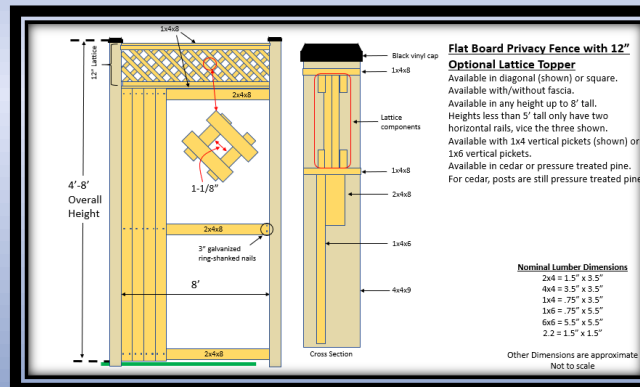 1x4x8
12" Lattice
2x4x8
1-1/8"
4'-8'
Overall
Height
2x4x8
3" galvanized
ring-shanked nails
8'
2x4x8
Black vinyl cap
1x4x8
Lattice
components
1x4x8
2x4x8
1x4x6
4x4x9
Cross Section
Flat Board Privacy Fence with 12"
Optional Lattice Topper
Available in diagonal (shown) or square.
Available with/without fascia.
Available in any height up to 8' tall.
Heights less than 5' tall only have two
horizontal rails, vice the three shown.
Available with 1x4 vertical pickets (shown) or
1x6 vertical pickets.
Available in cedar or pressure treated pine.
For cedar, posts are still pressure treated pine
Nominal Lumber Dimensions
2x4 = 1.5" x 3.5"
4x4 = 3.5" x 3.5"
1x4 = .75" x 3.5"
1x6 = .75" x 5.5"
6x6 = 5.5" x 5.5"
2.2 = 1.5" x 1.5"
Other Dimensions are approximate
Not to scale